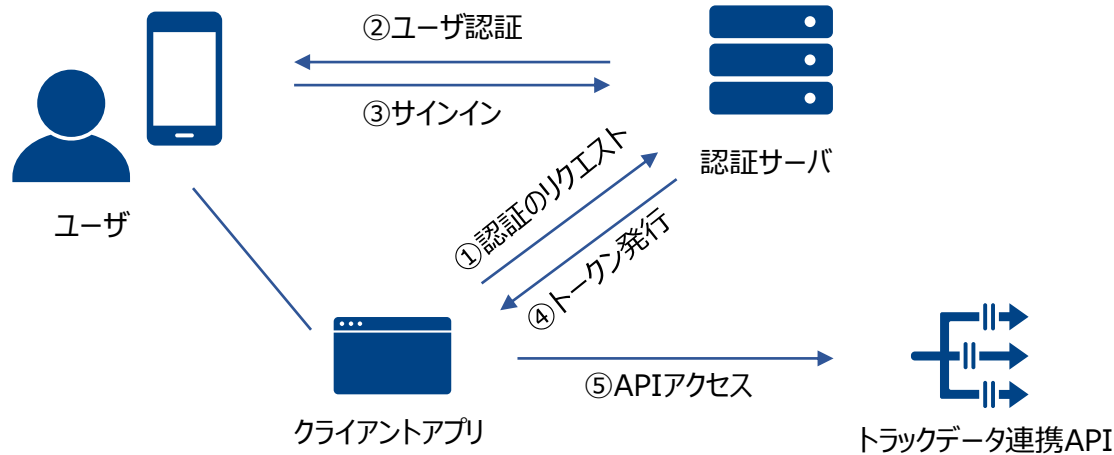 ②ユーザ認証
③サインイン
認証サーバ
ユーザ
①認証のリクエスト
④トークン発行
⑤APIアクセス
クライアントアプリ
トラックデータ連携API